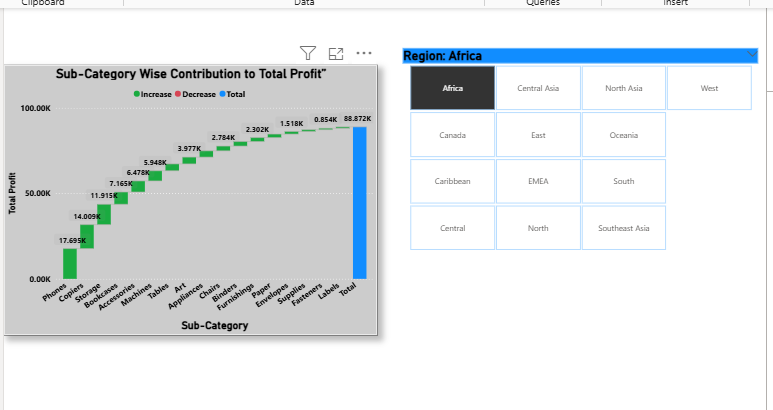 Clipboard
Data
Queries
Insert
Sub-Category Wise Contribution to Total Profit"
Increase Decrease Total
Total Profit
100.00K
50.00K
0.00K
17.695K
14.009K
11.915K
7.165K
6.478K
5.948K
3.977K
2.784K
2.302K
1.518K
0.854K
88.872K
Phones
Copiers
Storage
Bookcases
Accessories
Machines
Tables
Art
Appliances
Chairs
Binders
Furnishings
Paper
Envelopes
Supplies
Fasteners
Labels
Total
Sub-Category
Region: Africa
Africa Central Asia North Asia West
Canada East Oceania
Caribbean EMEA South
Central North Southeast Asia